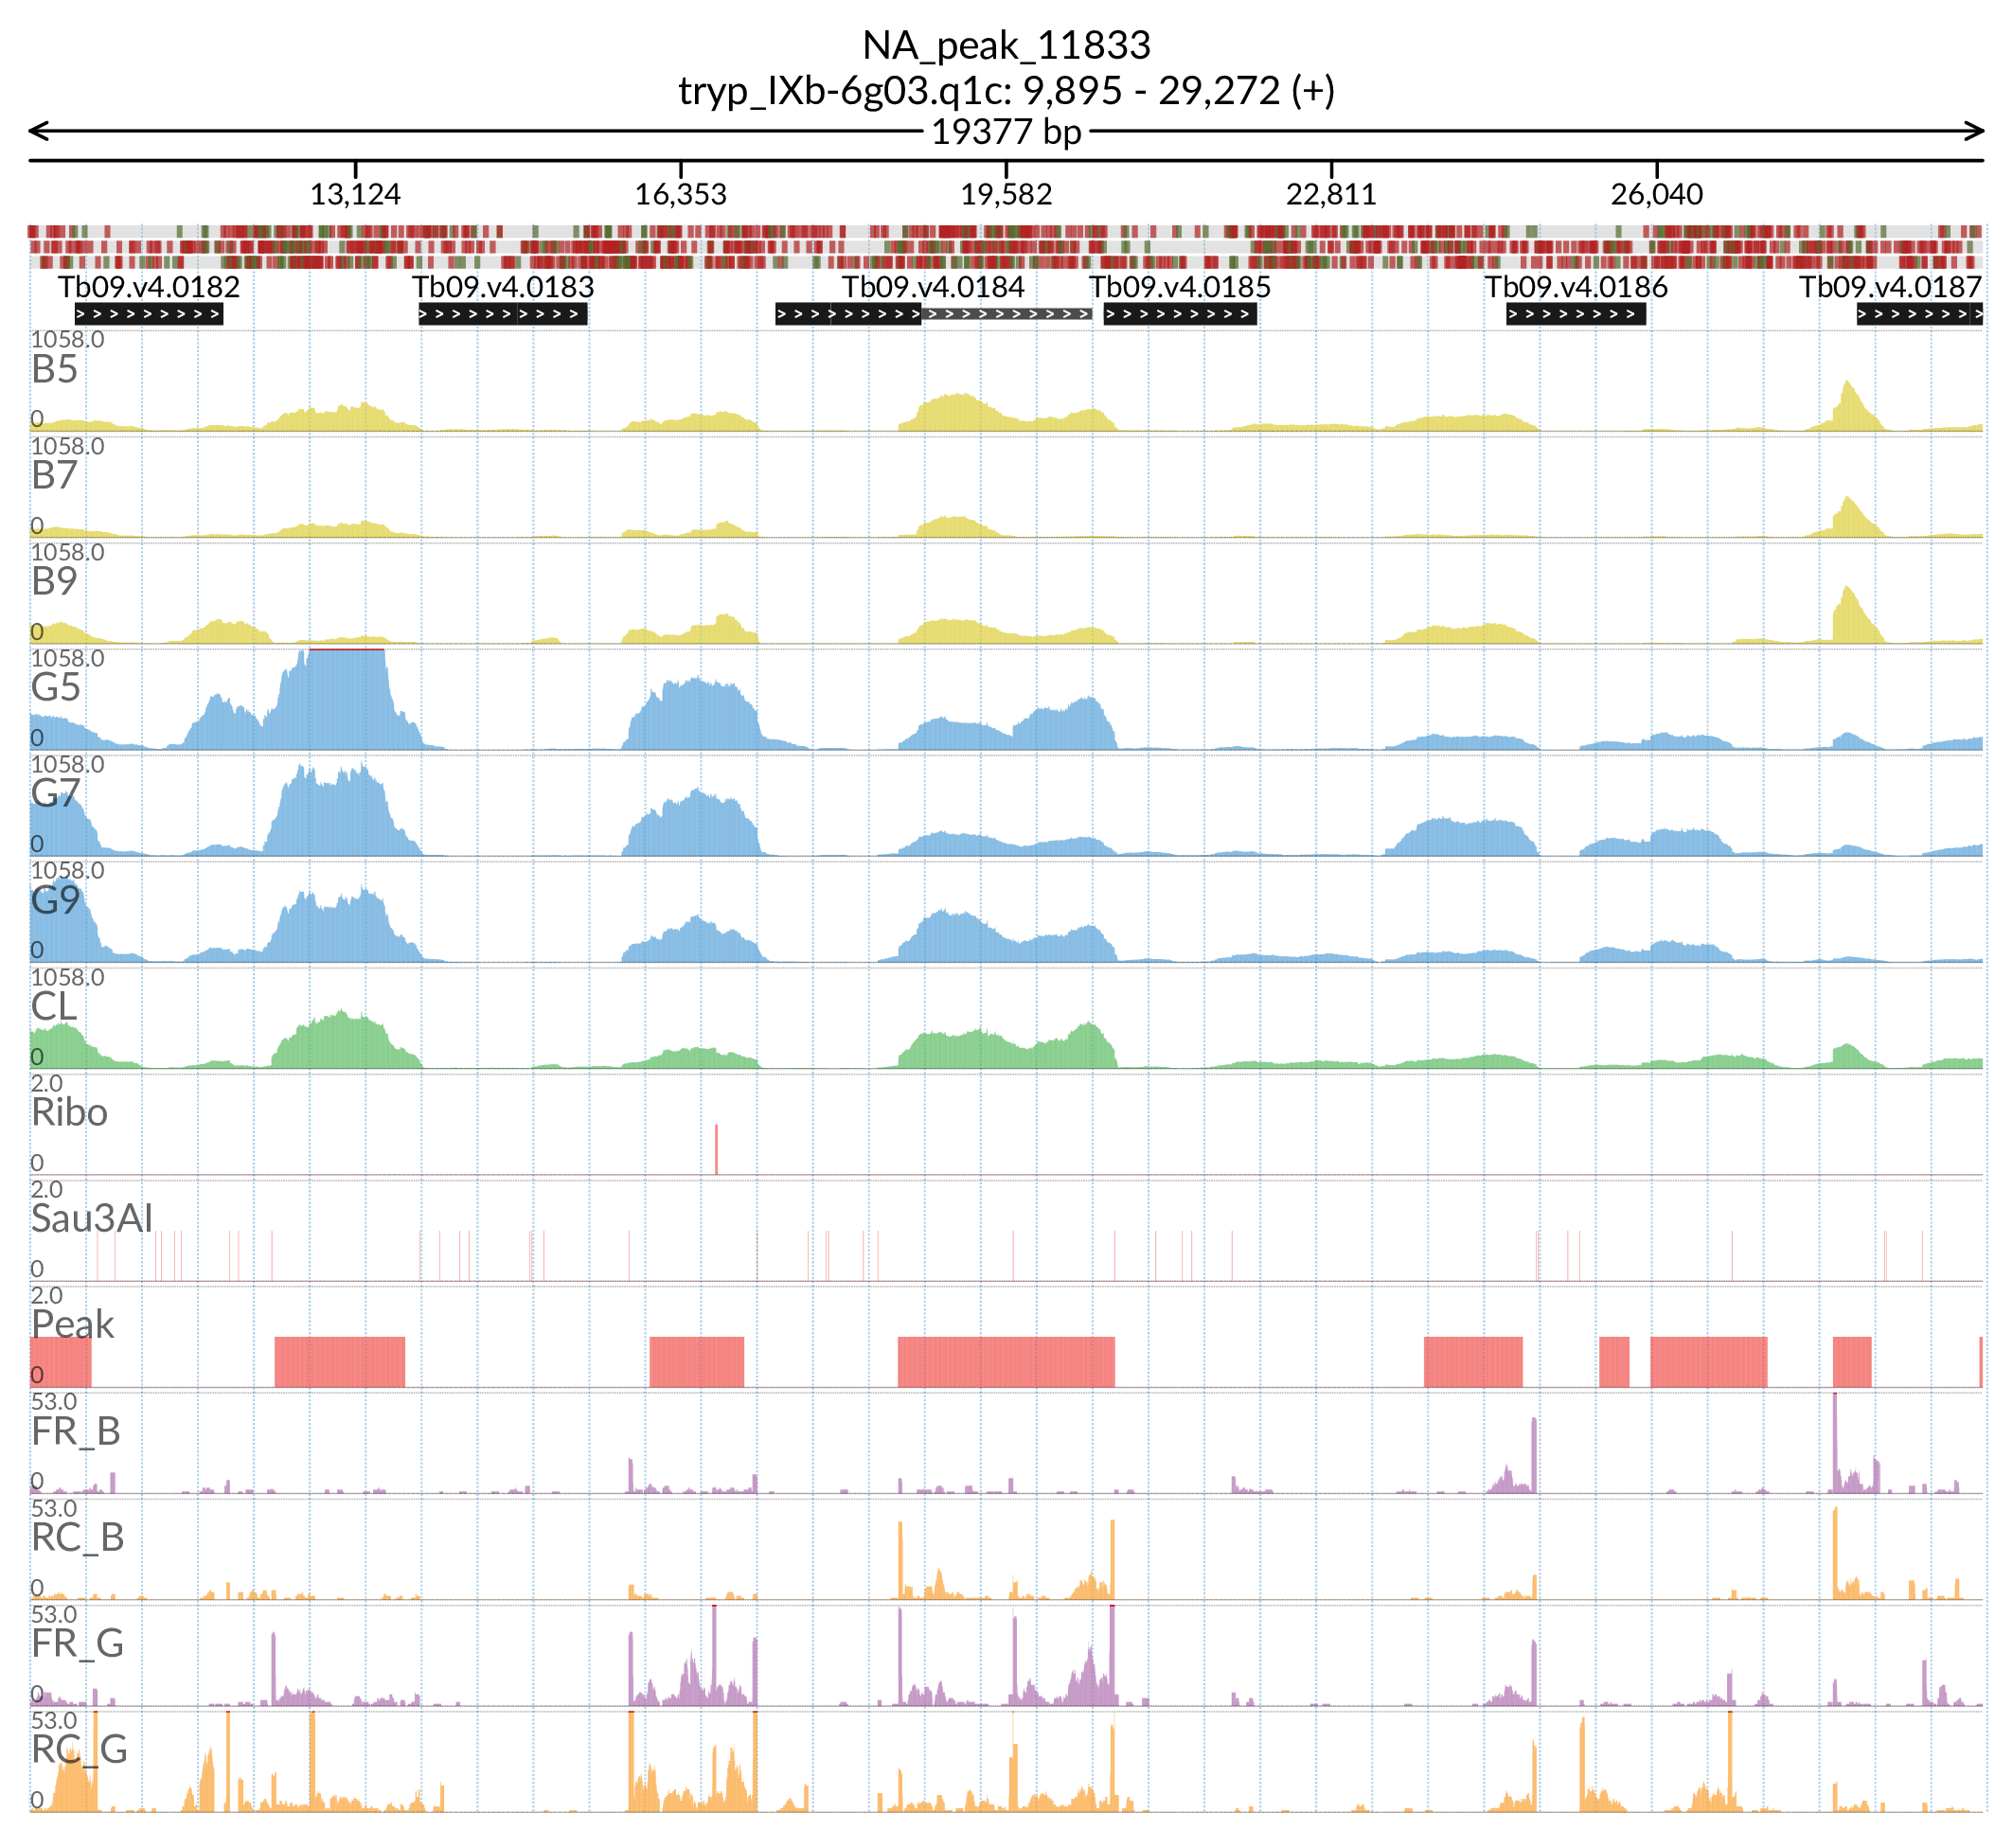 NA_peak_11833
tryp_IXb-6g03.q1c: 9,895 - 29,272 (+)
19377 bp
13,124 16,353 19,582 22,811 26,040
Tb09.v4.0182 Tb09.v4.0183 Tb09.v4.0184 Tb09.v4.0185 Tb09.v4.0186 Tb09.v4.0187
1058.0
B5
0
1058.0
B7
0
1058.0
B9
0
1058.0
G5
0
1058.0
G7
0
1058.0
G9
0
1058.0
CL
0
2.0
Ribo
0
2.0
Sau3AI
0
2.0
Peak
0
53.0
FR_B
0
53.0
RC_B
0
53.0
FR_G
0
53.0
RC_G
0